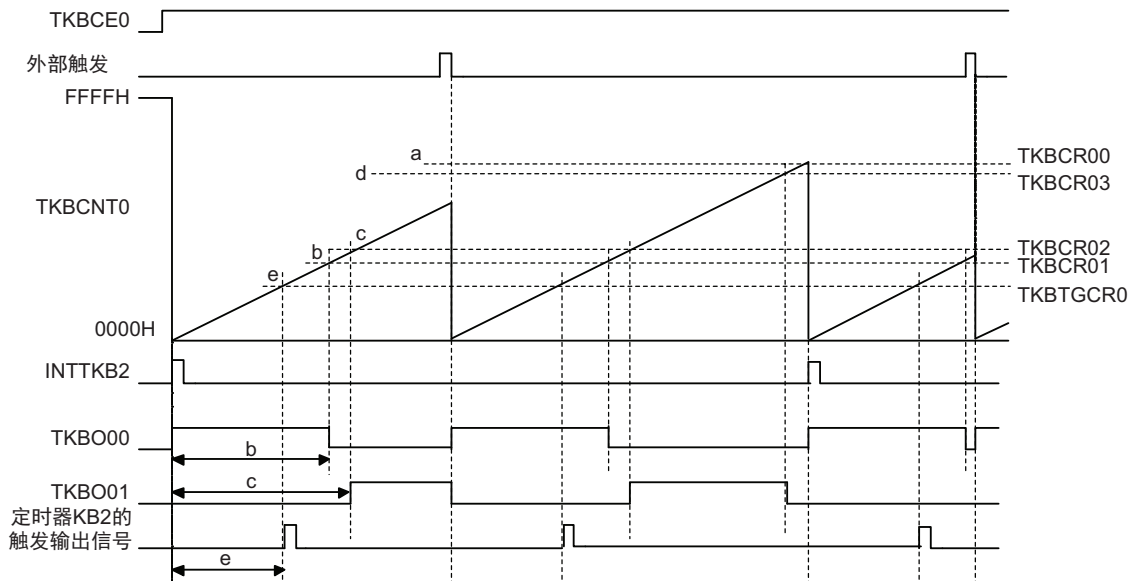 TKBCE0
外部触发
FFFFH
a
TKBCR00
d
TKBCR03
TKBCNT0
c
TKBCR02
b
TKBCR01
e
TKBTGCR0
0000H
INTTKB2
TKBO00
b
TKBO01
c
定时器KB2的
触发输出信号
e